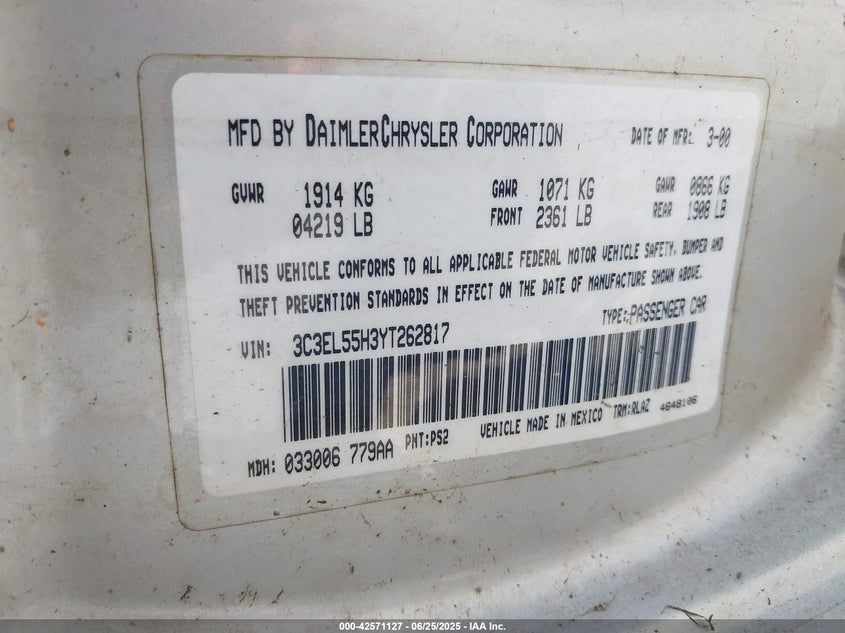 MFD BY DAIMLERCHRYSLER CORPORATION DATE OF MFR: 3-00
GVWR 1914 KG GAWR 1071 KG GAWR 0866 KG
04219 LB FRONT 2361 LB REAR 1908 LB
THIS VEHICLE CONFORMS TO ALL APPLICABLE FEDERAL MOTOR VEHICLE SAFETY, BUMPER AND
THEFT PREVENTION STANDARDS IN EFFECT ON THE DATE OF MANUFACTURE SHOWN ABOVE.
VIN: 3C3EL55H3YT262817 TYPE: PASSENGER CAR
MDH: 033006 779AA PNT:PS2 VEHICLE MADE IN MEXICO TRM:RLAZ 4648106
000-42571127 - 06/25/2025 - IAA Inc.